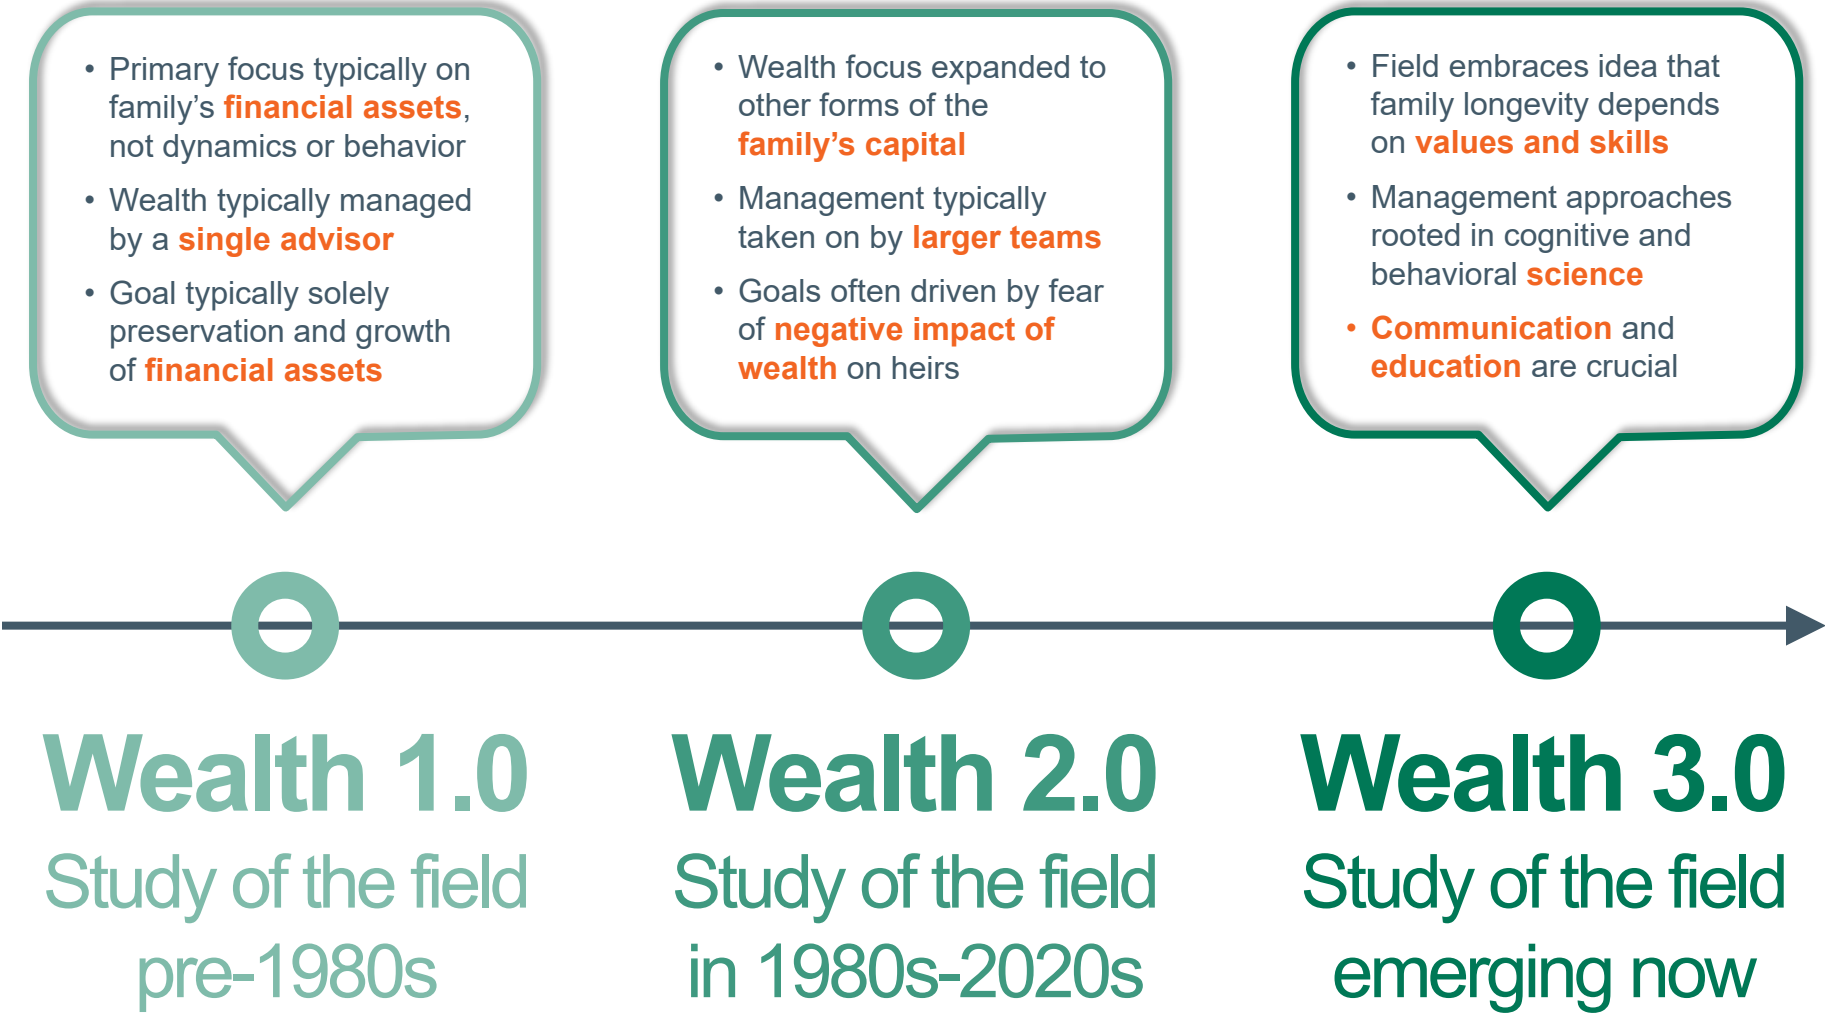 • Primary focus typically on
family’s financial assets,
not dynamics or behavior
• Wealth typically managed
by a single advisor
• Goal typically solely
preservation and growth
of financial assets
• Wealth focus expanded to
other forms of the
family’s capital
• Management typically
taken on by larger teams
• Goals often driven by fear
of negative impact of
wealth on heirs
• Field embraces idea that
family longevity depends
on values and skills
• Management approaches
rooted in cognitive and
behavioral science
• Communication and
education are crucial
Wealth 1.0
Study of the field
pre-1980s
Wealth 2.0
Study of the field
in 1980s-2020s
Wealth 3.0
Study of the field
emerging now